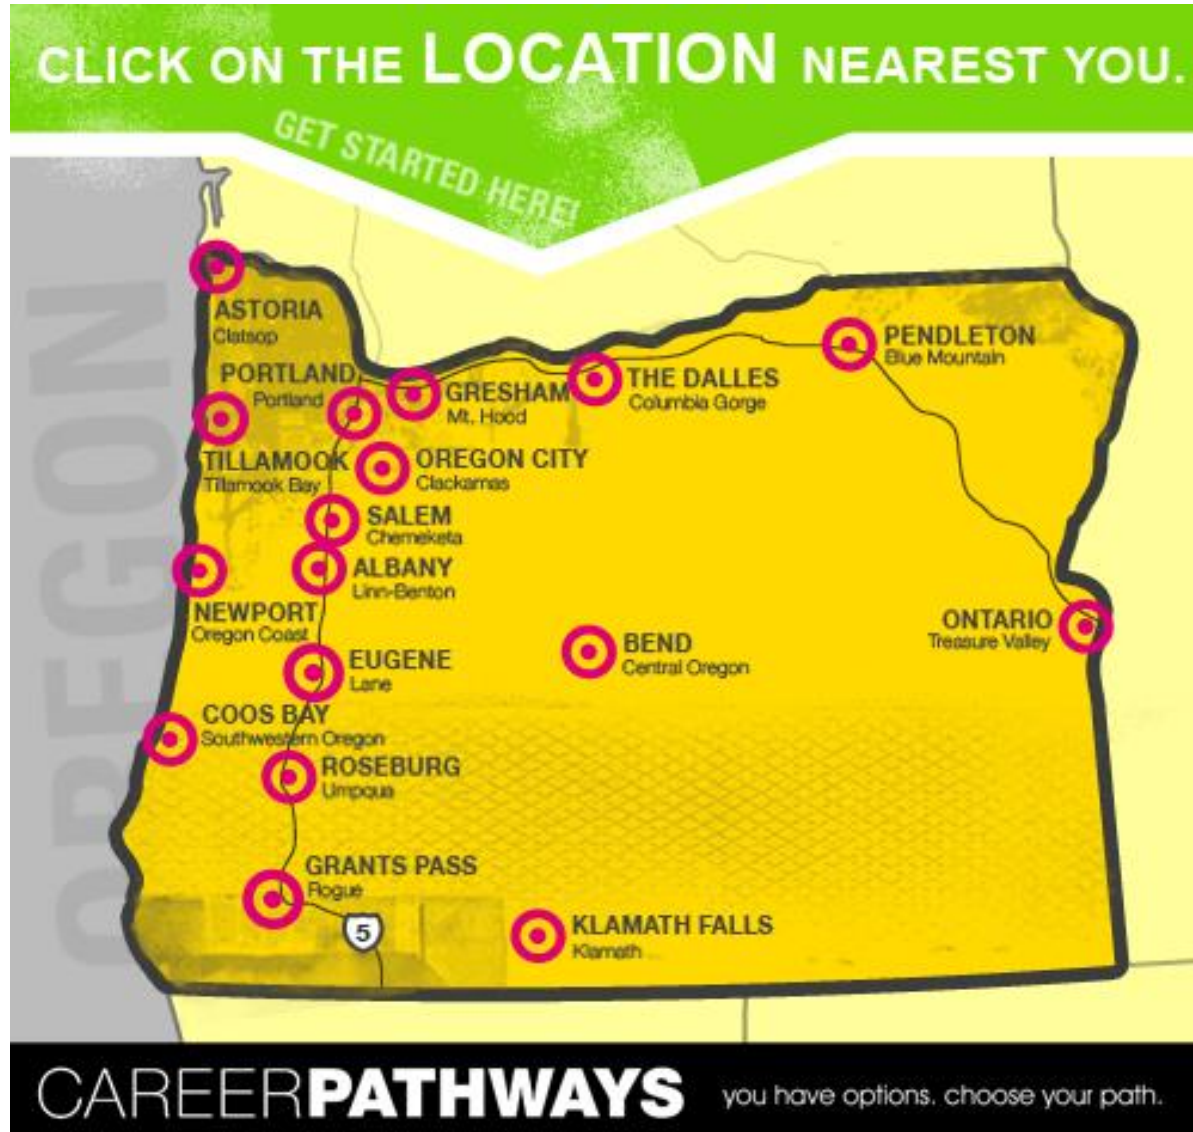 CLICK ON THE LOCATION NEAREST YOU.
GET STARTED HERE!
OREGON
ASTORIA
Clatsop
PORTLAND
Portland
GRESHAM
Mt. Hood
THE DALLES
Columbia Gorge
PENDLETON
Blue Mountain
TILLAMOOK
Tillamook Bay
OREGON CITY
Clackamas
SALEM
Chemeketa
ALBANY
Linn-Benton
NEWPORT
Oregon Coast
EUGENE
Lane
BEND
Central Oregon
ONTARIO
Treasure Valley
COOS BAY
Southwestern Oregon
ROSEBURG
Umpqua
GRANTS PASS
Rogue
5
KLAMATH FALLS
Klamath
CAREERPATHWAYS
you have options. choose your path.